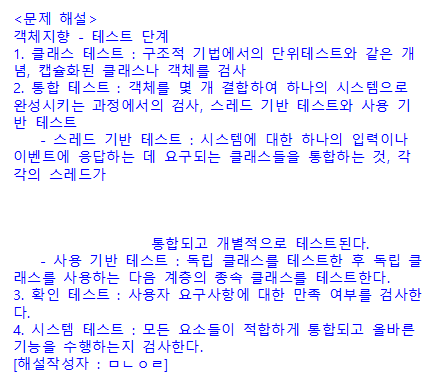 <문제 해설>
객체지향 - 테스트 단계
1. 클래스 테스트 : 구조적 기법에서의 단위테스트와 같은 개
념, 캡슐화된 클래스나 객체를 검사
2. 통합 테스트 : 객체를 몇 개 결합하여 하나의 시스템으로
완성시키는 과정에서의 검사, 스레드 기반 테스트와 사용 기
반 테스트
- 스레드 기반 테스트 : 시스템에 대한 하나의 입력이나
이벤트에 응답하는 데 요구되는 클래스들을 통합하는 것, 각
각의 스레드가
통합되고 개별적으로 테스트된다.
- 사용 기반 테스트 : 독립 클래스를 테스트한 후 독립 클
래스를 사용하는 다음 계층의 종속 클래스를 테스트한다.
3. 확인 테스트 : 사용자 요구사항에 대한 만족 여부를 검사한
다.
4. 시스템 테스트 : 모든 요소들이 적합하게 통합되고 올바른
기능을 수행하는지 검사한다.
[해설작성자 : ㅁㄴㅇㄹ]